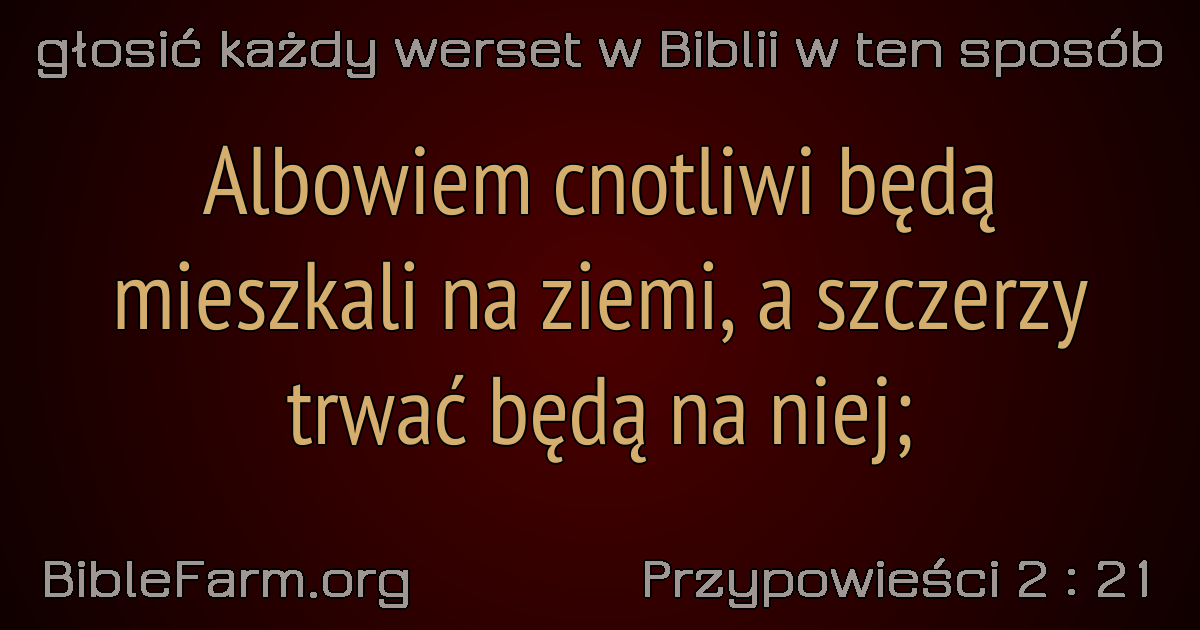 głosić każdy werset w Biblii w ten sposób
Albowiem cnotliwi będą
mieszkali na ziemi, a szczerzy
trwać będą na niej;
BibleFarm.org
Przypowieści 2 : 21